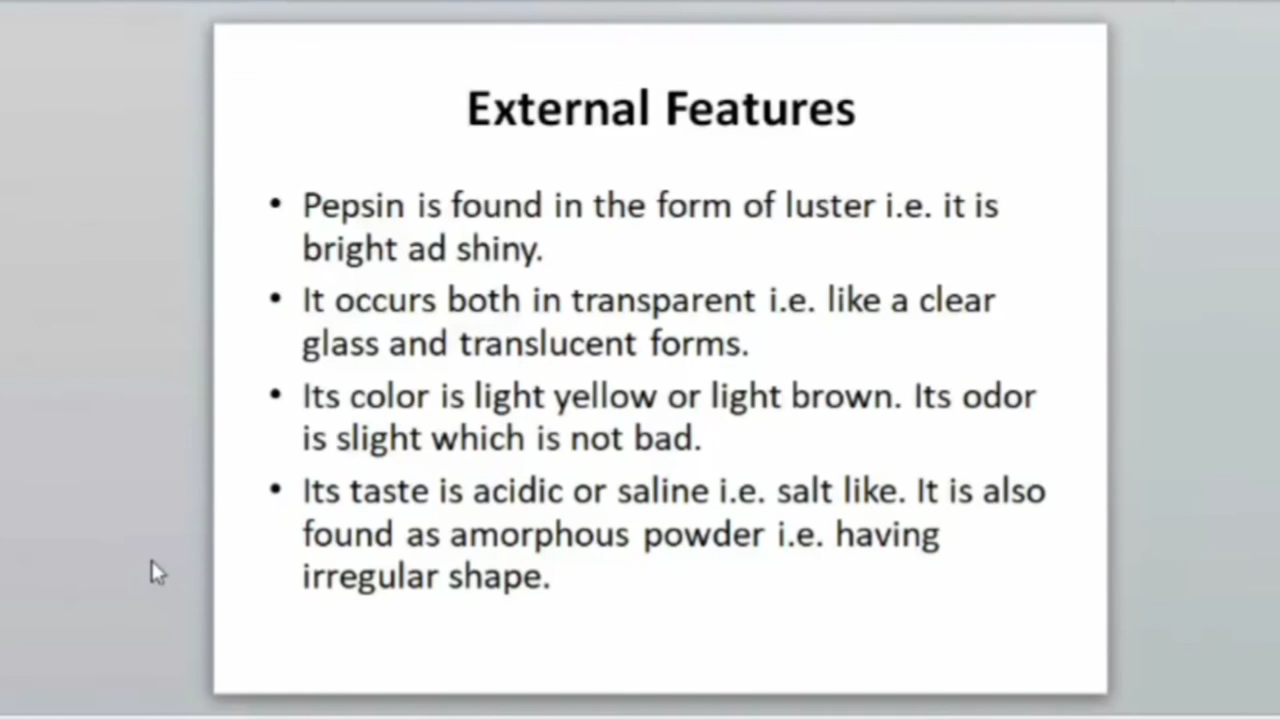 External Features
• Pepsin is found in the form of luster i.e. it is
bright ad shiny.
• It occurs both in transparent i.e. like a clear
glass and translucent forms.
• Its color is light yellow or light brown. Its odor
is slight which is not bad.
• Its taste is acidic or saline i.e. salt like. It is also
found as amorphous powder i.e. having
irregular shape.